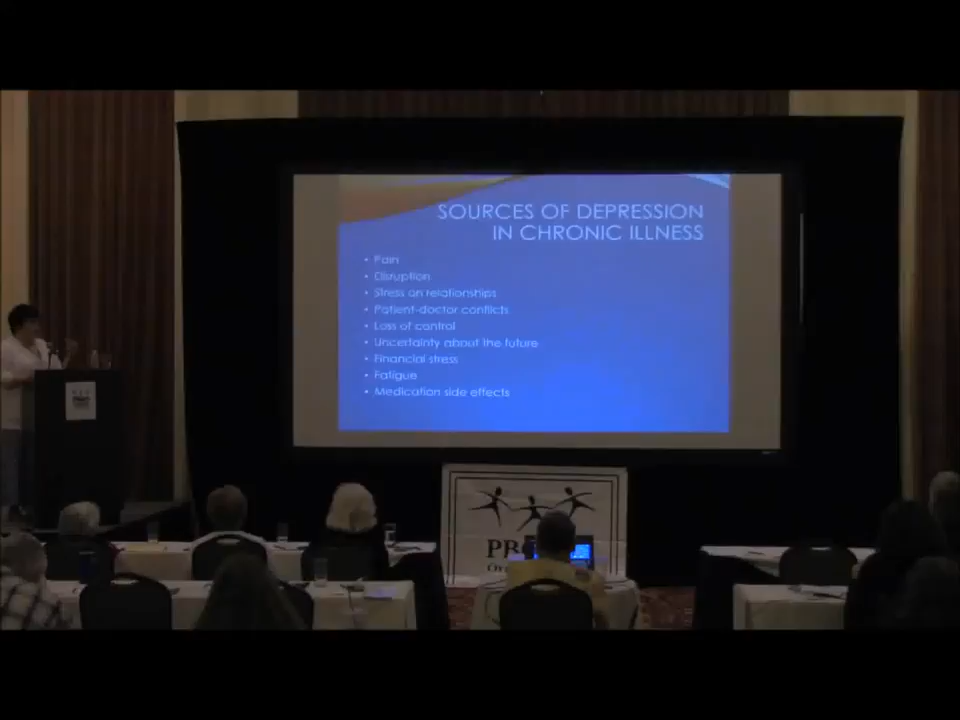 SOURCES OF DEPRESSION
IN CHRONIC ILLNESS
• Pain
• Disruption
• Stress on relationships
• Patient-doctor conflicts
• Loss of control
• Uncertainty about the future
• Financial stress
• Fatigue
• Medication side effects